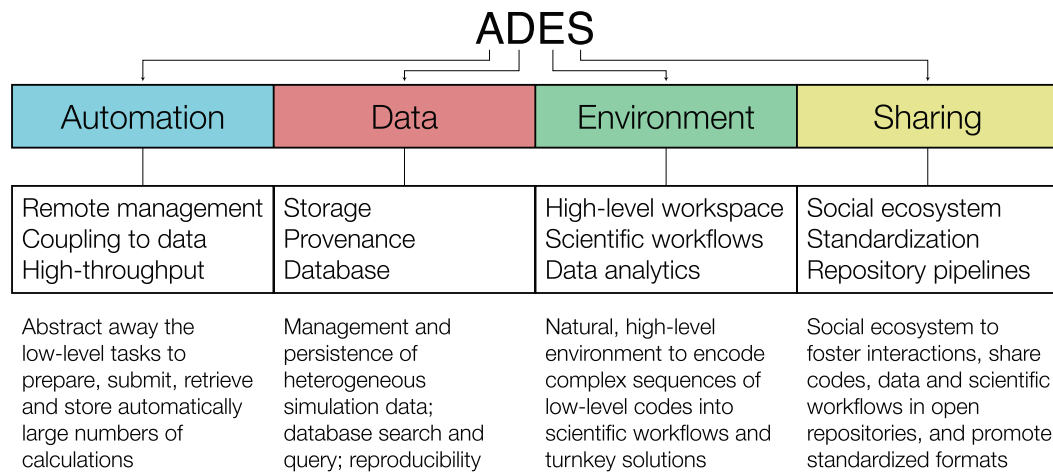 ADES
Automation
Data
Environment
Sharing
Remote management
Coupling to data
High-throughput
Storage
Provenance
Database
High-level workspace
Scientific workflows
Data analytics
Social ecosystem
Standardization
Repository pipelines
Abstract away the
low-level tasks to
prepare, submit, retrieve
and store automatically
large numbers of
calculations
Management and
persistence of
heterogeneous
simulation data;
database search and
query; reproducibility
Natural, high-level
environment to encode
complex sequences of
low-level codes into
scientific workflows and
turnkey solutions
Social ecosystem to
foster interactions, share
codes, data and scientific
workflows in open
repositories, and promote
standardized formats